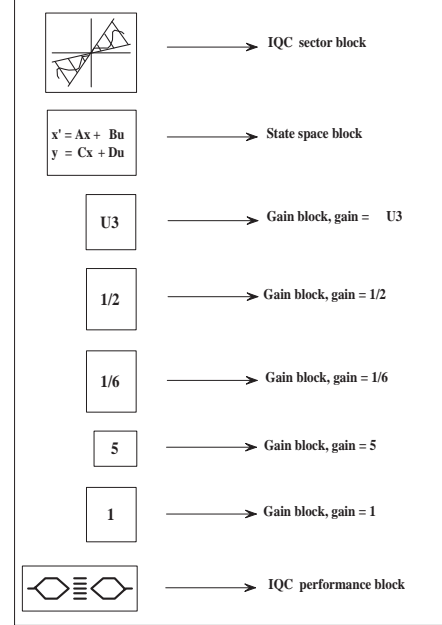 IQC sector block
x' = Ax + Bu
y = Cx + Du
State space block
U3
Gain block, gain = U3
1/2
Gain block, gain = 1/2
1/6
Gain block, gain = 1/6
5
Gain block, gain = 5
1
Gain block, gain = 1
IQC performance block